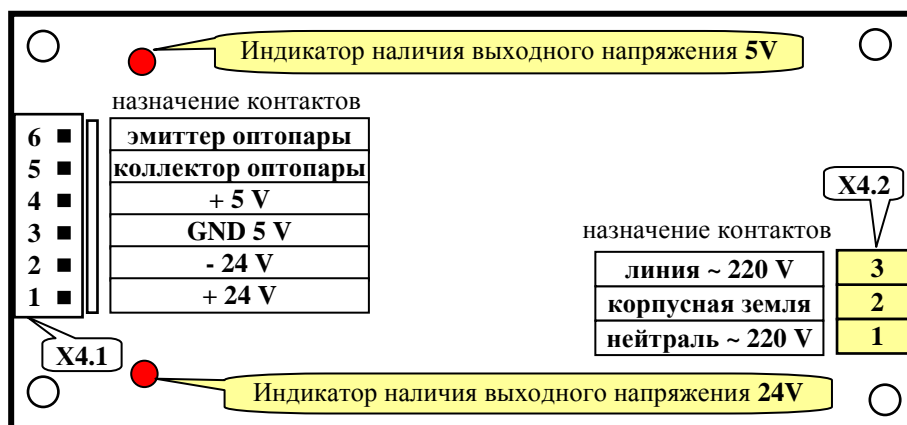 Индикатор наличия выходного напряжения 5V
назначение контактов
6 эмиттер оптопары
5 коллектор оптопары
4 + 5 V
3 GND 5 V
2 - 24 V
1 + 24 V
X4.1
X4.2
назначение контактов
линия ~ 220 V 3
корпусная земля 2
нейтраль ~ 220 V 1
Индикатор наличия выходного напряжения 24V